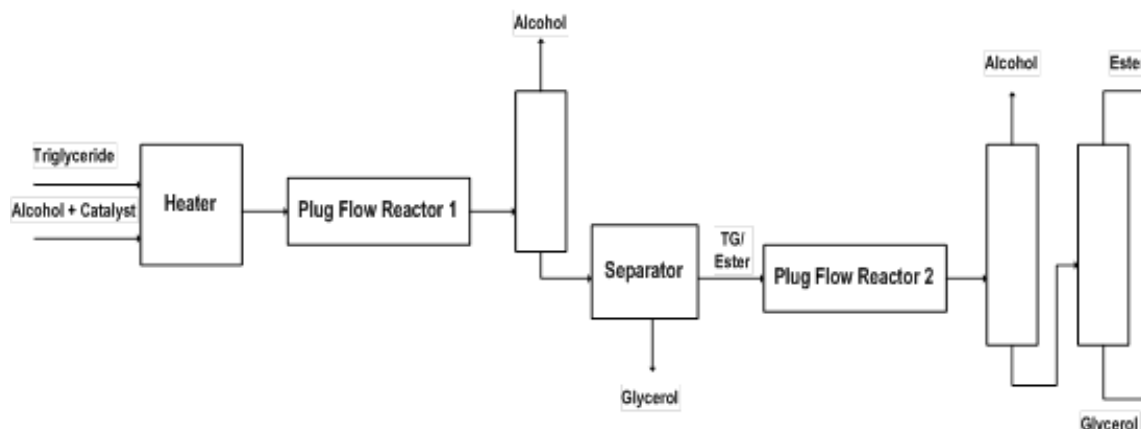 Alcohol
Alcohol
Ester
Triglyceride
Heater
Alcohol + Catalyst
Plug Flow Reactor 1
TG/
Ester
Separator
Plug Flow Reactor 2
Glycerol
Glycerol